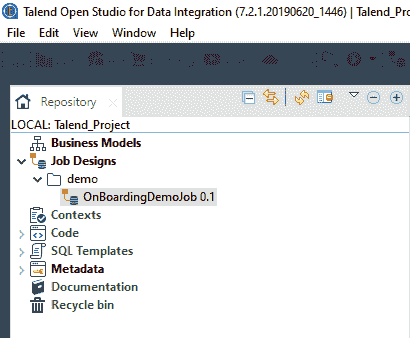 Talend Open Studio for Data Integration (7.2.1.20190620_1446) | Talend_Pro
File Edit View Window Help
Repository
LOCAL: Talend_Project
Business Models
Job Designs
demo
OnBoardingDemoJob 0.1
Contexts
Code
SQL Templates
Metadata
Documentation
Recycle bin